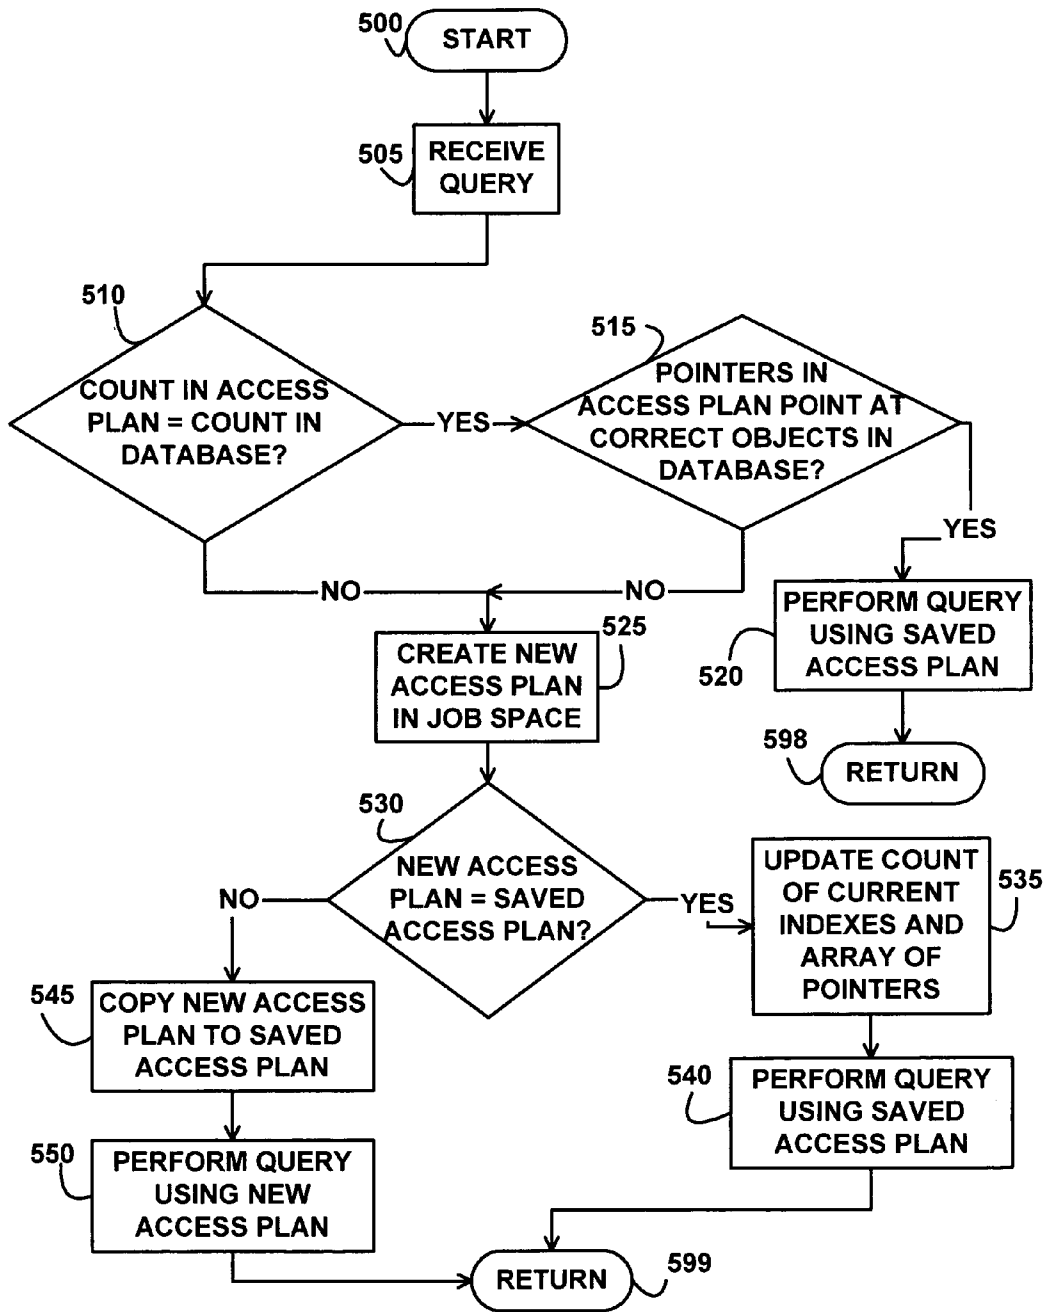 500
START
505
RECEIVE
QUERY
510
COUNT IN ACCESS
PLAN = COUNT IN
DATABASE?
YES
515
POINTERS IN
ACCESS PLAN POINT AT
CORRECT OBJECTS IN
DATABASE?
YES
NO
NO
PERFORM QUERY
USING SAVED
ACCESS PLAN
520
525
CREATE NEW
ACCESS PLAN
IN JOB SPACE
598
RETURN
530
NEW ACCESS
PLAN = SAVED
ACCESS PLAN?
NO
YES
UPDATE COUNT
OF CURRENT
INDEXES AND
ARRAY OF
POINTERS
535
545
COPY NEW ACCESS
PLAN TO SAVED
ACCESS PLAN
540
PERFORM QUERY
USING SAVED
ACCESS PLAN
550
PERFORM QUERY
USING NEW
ACCESS PLAN
RETURN
599